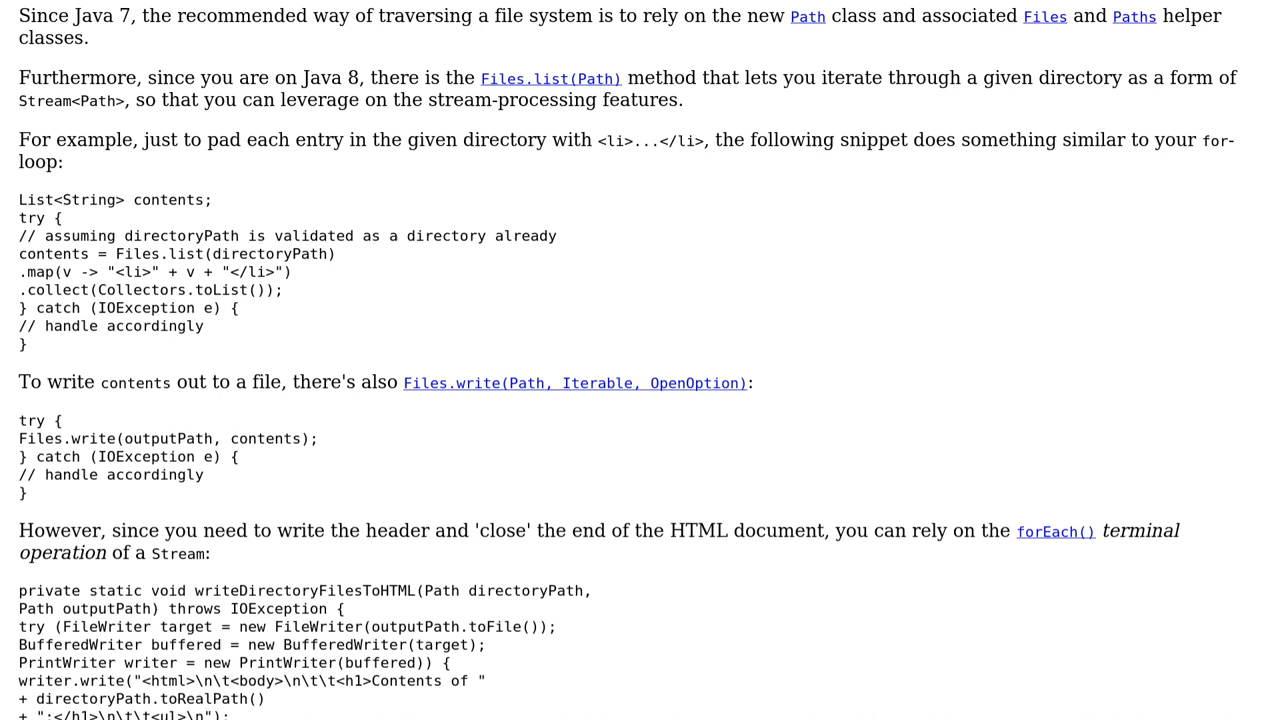 Since Java 7, the recommended way of traversing a file system is to rely on the new Path class and associated Files and Paths helper
classes.
Furthermore, since you are on Java 8, there is the Files.list(Path) method that lets you iterate through a given directory as a form of
Stream<Path>, so that you can leverage on the stream-processing features.
For example, just to pad each entry in the given directory with <li>...</li>, the following snippet does something similar to your for-
loop:
List<String> contents;
try {
// assuming directoryPath is validated as a directory already
contents = Files.list(directoryPath)
.map(v -> "<li>" + v + "</li>")
.collect(Collectors.toList());
} catch (IOException e) {
// handle accordingly
}
To write contents out to a file, there's also Files.write(Path, Iterable, OpenOption):
try {
Files.write(outputPath, contents);
} catch (IOException e) {
// handle accordingly
}
However, since you need to write the header and 'close' the end of the HTML document, you can rely on the forEach() terminal
operation of a Stream:
private static void writeDirectoryFilesToHTML(Path directoryPath,
Path outputPath) throws IOException {
try (FileWriter target = new FileWriter(outputPath.toFile());
BufferedWriter buffered = new BufferedWriter(target);
PrintWriter writer = new PrintWriter(buffered)) {
writer.write("<html>\n\t<body>\n\t\t<h1>Contents of "
+ directoryPath.toRealPath()
+ ":</h1>\n\t\t<ul>\n");